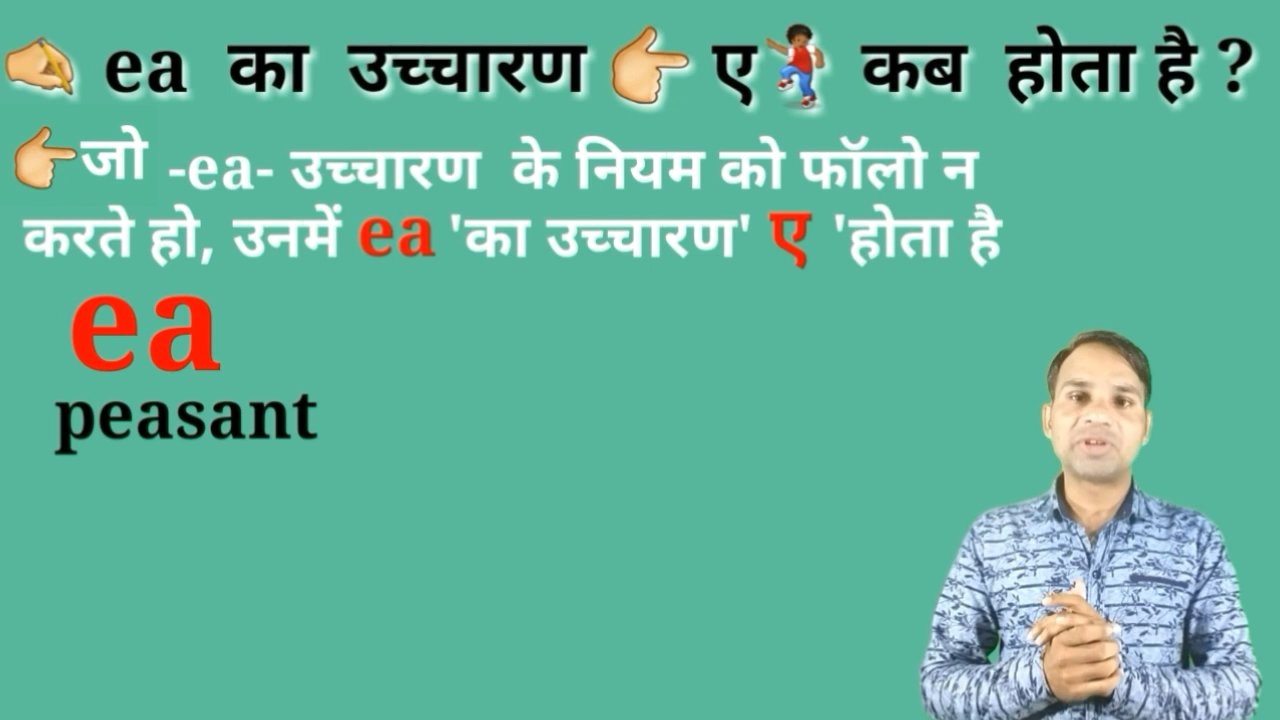 ea का उच्चारण ए कब होता है ?
जो -ea- उच्चारण के नियम को फॉलो न
करते हो, उनमें ea 'का उच्चारण' ए 'होता है
ea
peasant